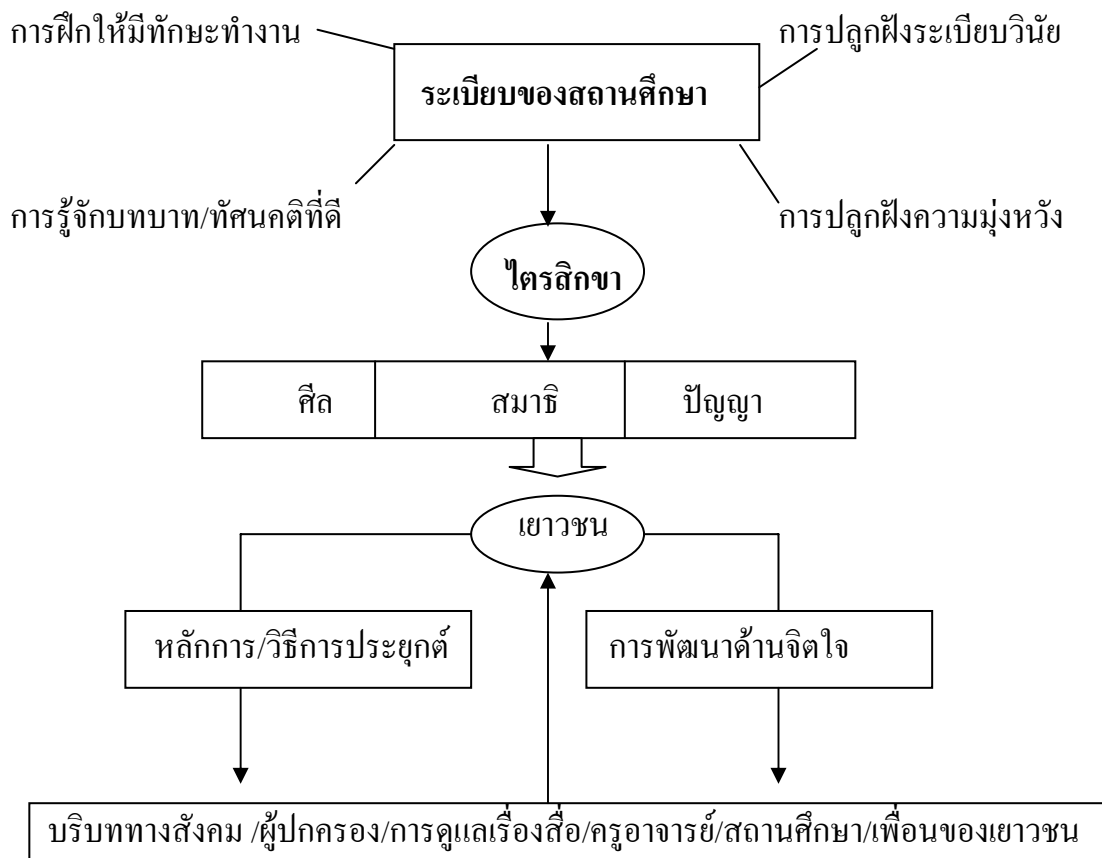 การฝึกให้มีทักษะทำงาน
การปลูกฝังระเบียบวินัย
ระเบียบของสถานศึกษา
การรู้จักบทบาท/ทัศนคติที่ดี
การปลูกฝังความมุ่งหวัง
ไตรสิกขา
ศีล
สมาธิ
ปัญญา
เยาวชน
หลักการ/วิธีการประยุกต์
การพัฒนาด้านจิตใจ
บริบททางสังคม /ผู้ปกครอง/การดูแลเรื่องสื่อ/ครูอาจารย์/สถานศึกษา/เพื่อนของเยาวชน